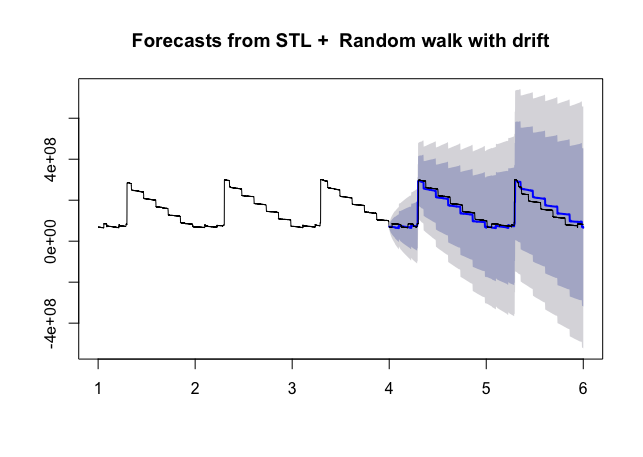 Forecasts from STL +  Random walk with drift
4e+08
0e+00
-4e+08
1 2 3 4 5 6